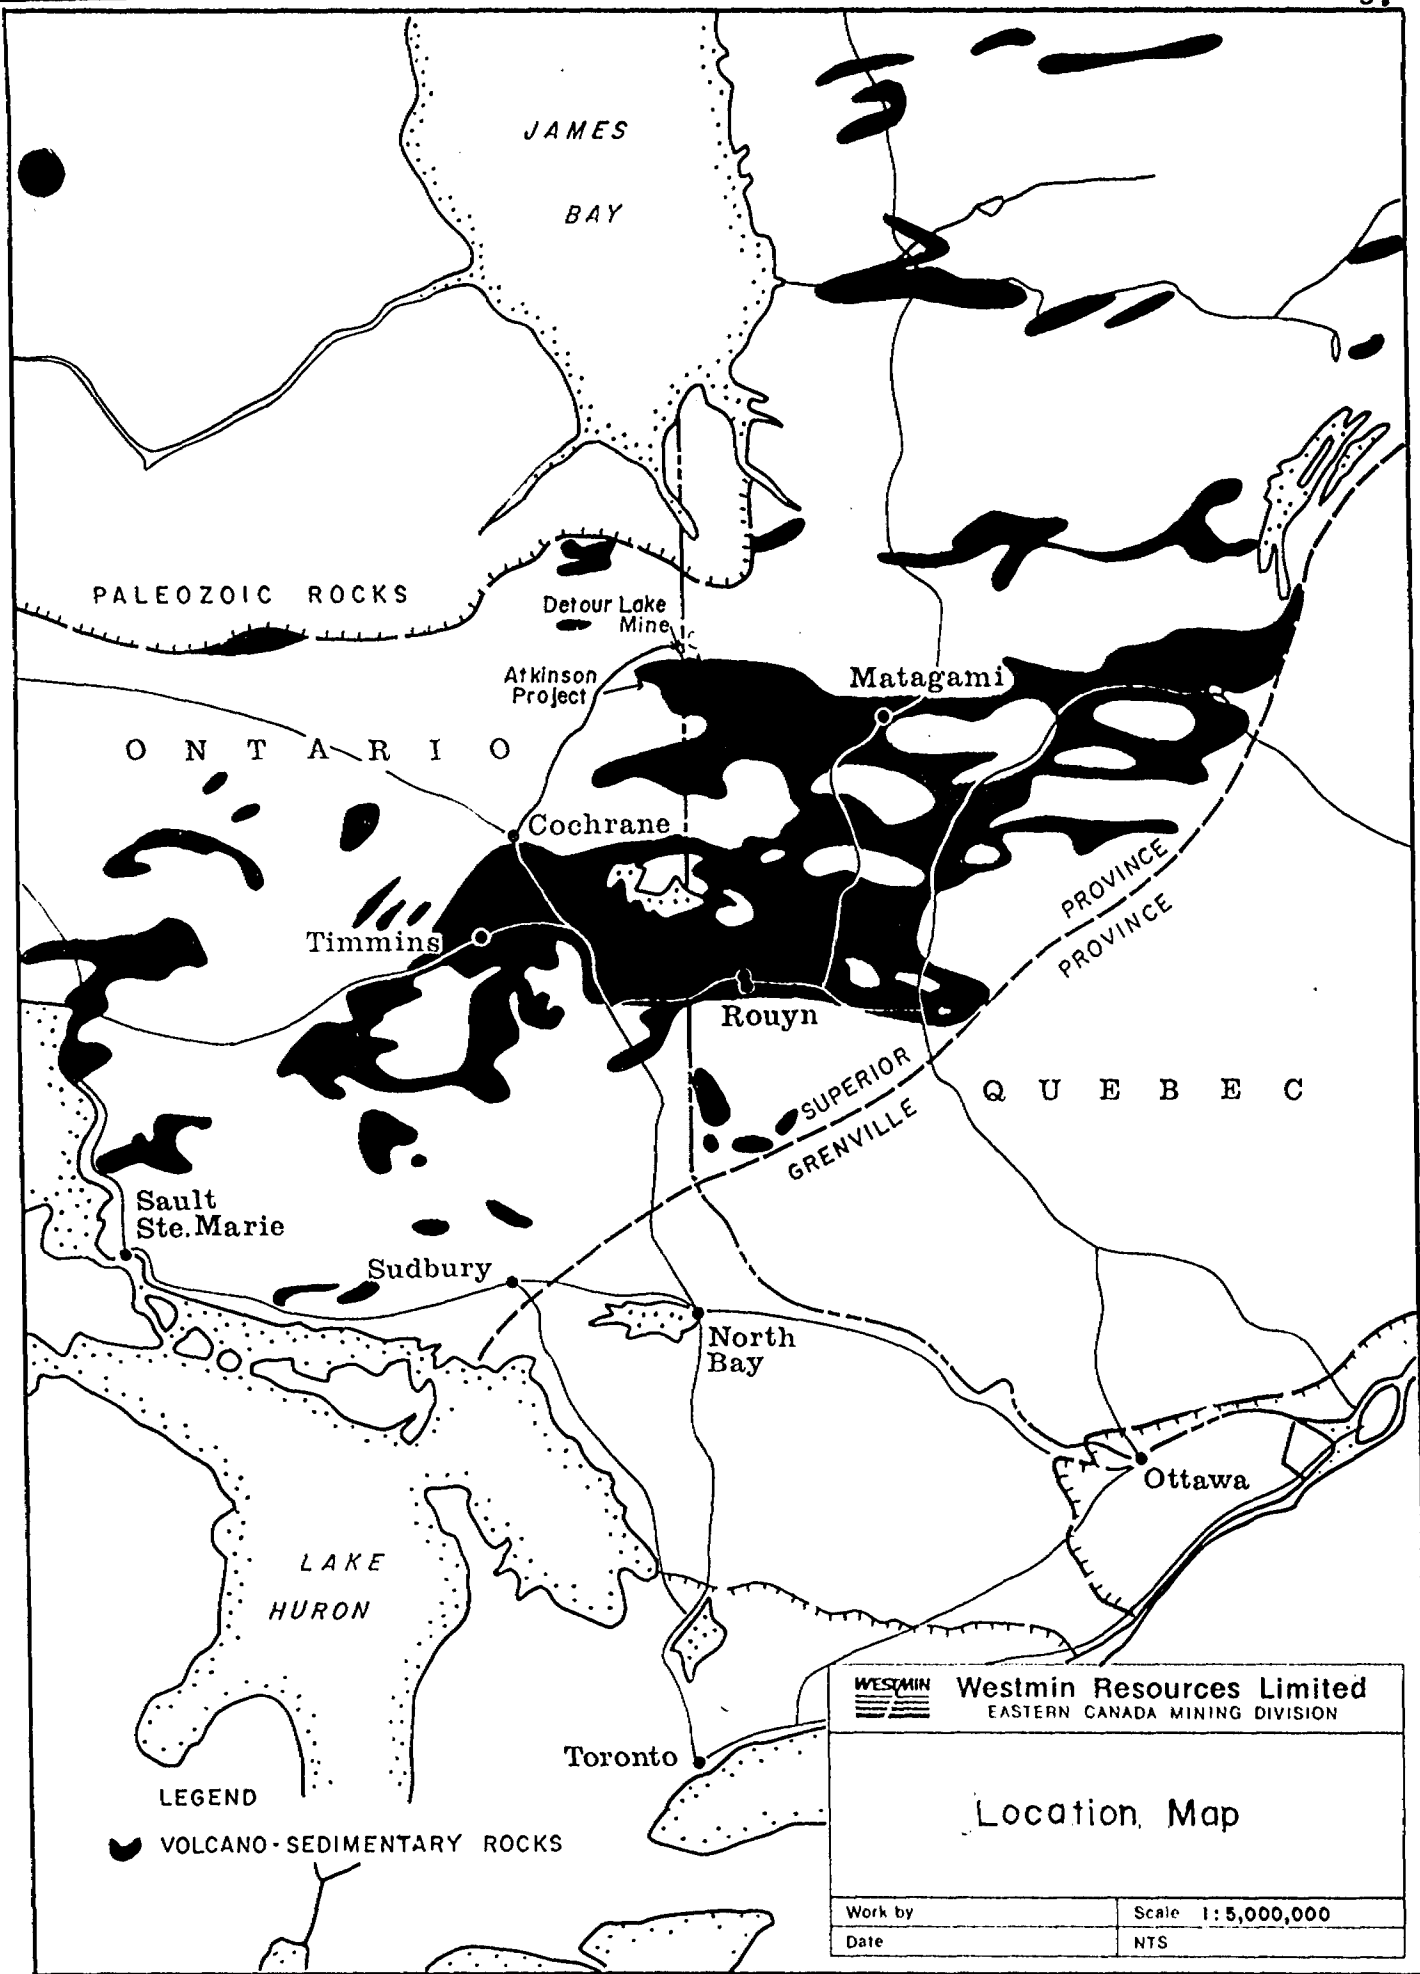 JAMES
BAY
PALEOZOIC ROCKS
Detour Lake
Mine
Atkinson
Project
Matagami
ONTARIO
Cochrane
PROVINCE
PROVINCE
Timmins
Rouyn
SUPERIOR
GRENVILLE
QUEBEC
Sault
Ste. Marie
Sudbury
North
Bay
Ottawa
LAKE
HURON
WESTMIN
Westmin Resources Limited
EASTERN CANADA MINING DIVISION
Toronto
LEGEND
VOLCANO-SEDIMENTARY ROCKS
Location Map
Work by
Scale 1:5,000,000
Date
NTS